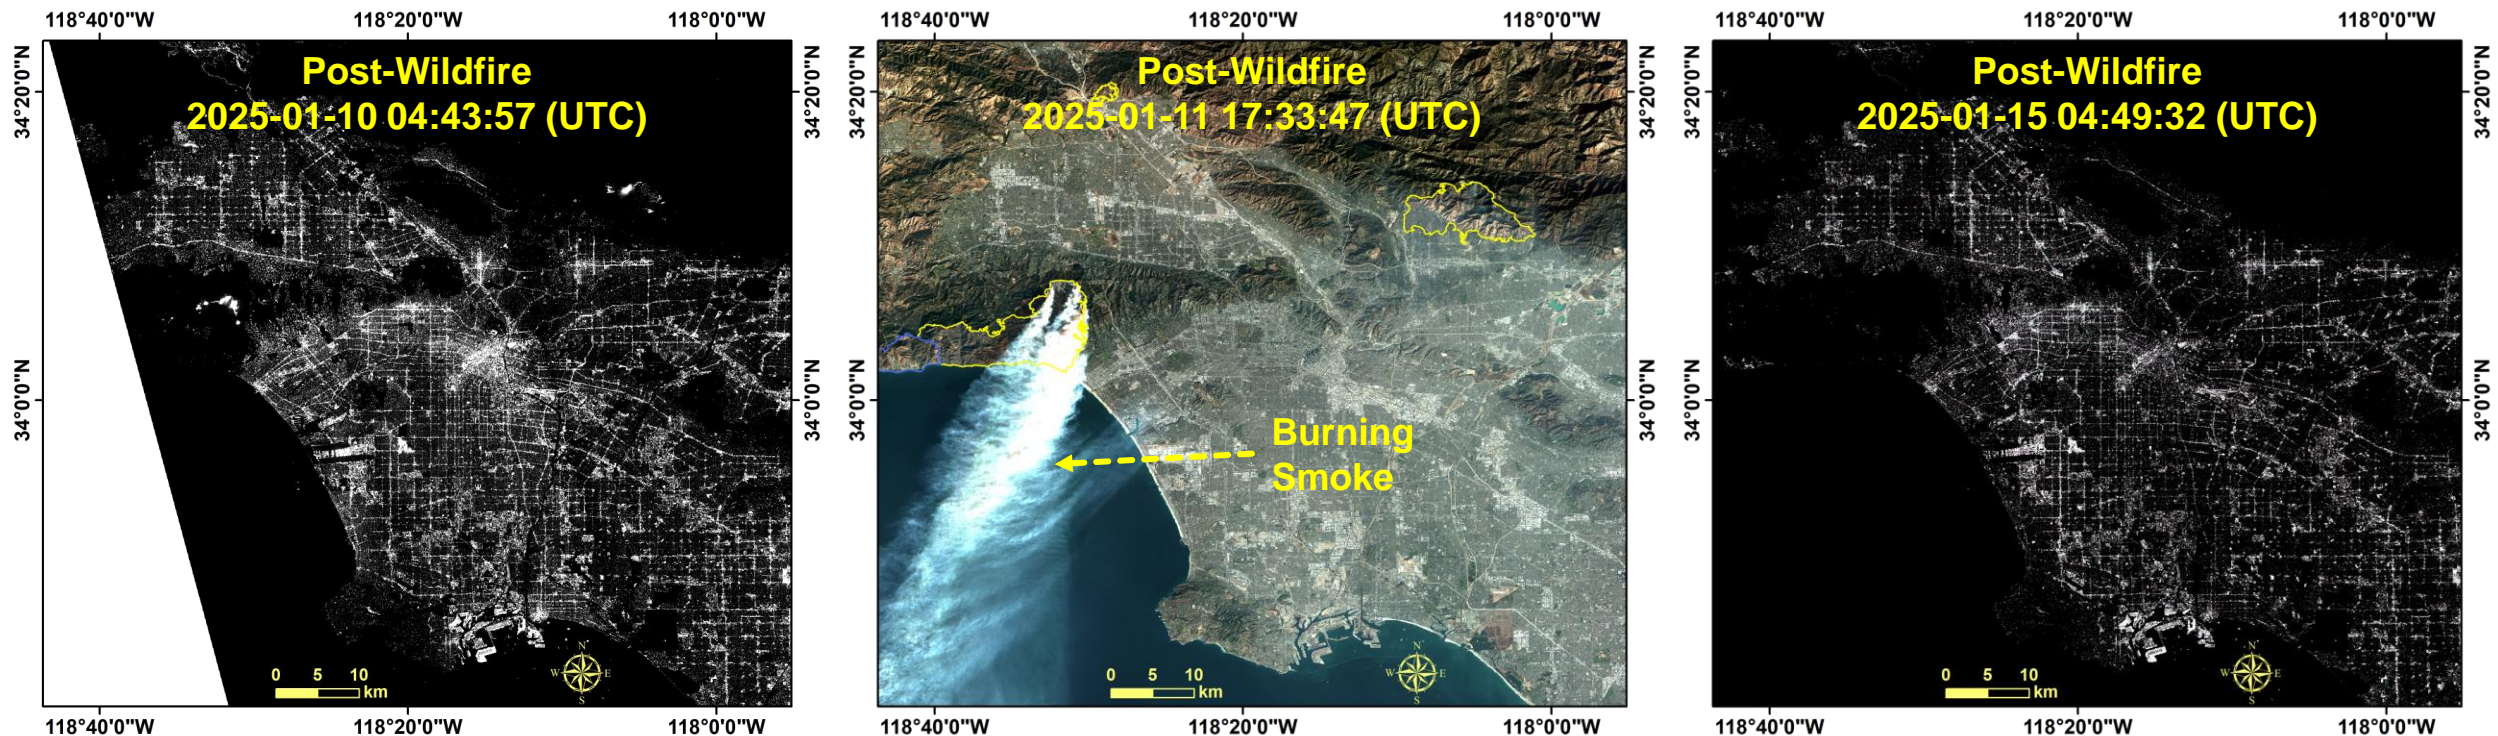 118°40'0"W 118°20'0"W 118°0'0"W 118°40'0"W 118°20'0"W 118°0'0"W 118°40'0"W 118°20'0"W 118°0'0"W
Post-Wildfire
2025-01-10 04:43:57 (UTC)
Post-Wildfire
2025-01-11 17:33:47 (UTC)
Post-Wildfire
2025-01-15 04:49:32 (UTC)
34°20'0"N 34°20'0"N 34°20'0"N 34°20'0"N 34°20'0"N 34°20'0"N
34°0'0"N 34°0'0"N 34°0'0"N 34°0'0"N 34°0'0"N 34°0'0"N
Burning
Smoke
0 5 10
km
N
W E
S
0 5 10
km
N
W E
S
0 5 10
km
N
W E
S
118°40'0"W 118°20'0"W 118°0'0"W 118°40'0"W 118°20'0"W 118°0'0"W 118°40'0"W 118°20'0"W 118°0'0"W